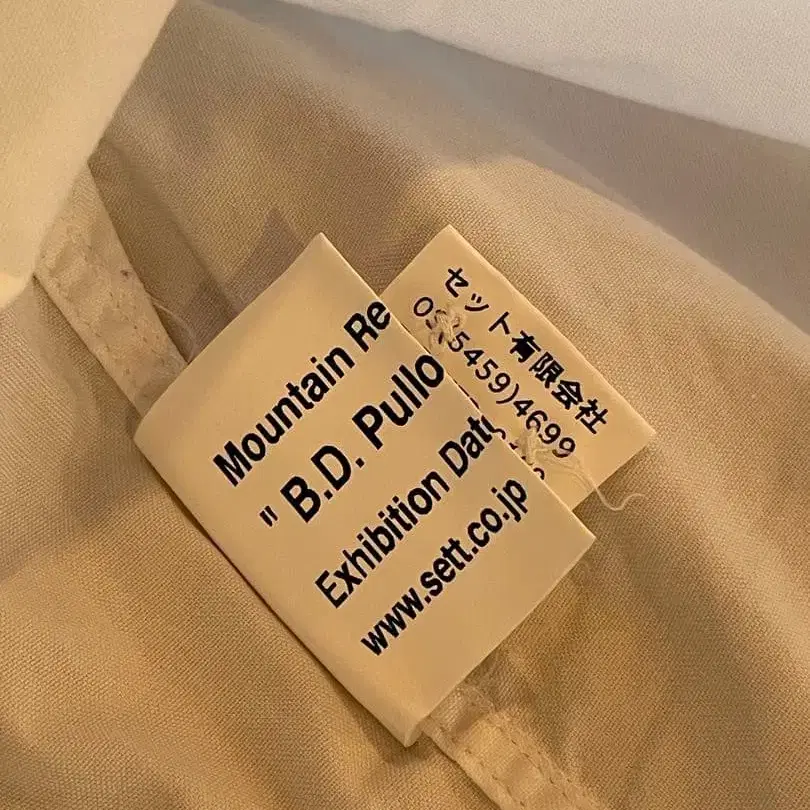 Mountain Re
" B.D. Pullo
Exhibition Dat
www.sett.co.jp
セット有限会社
5459)4699